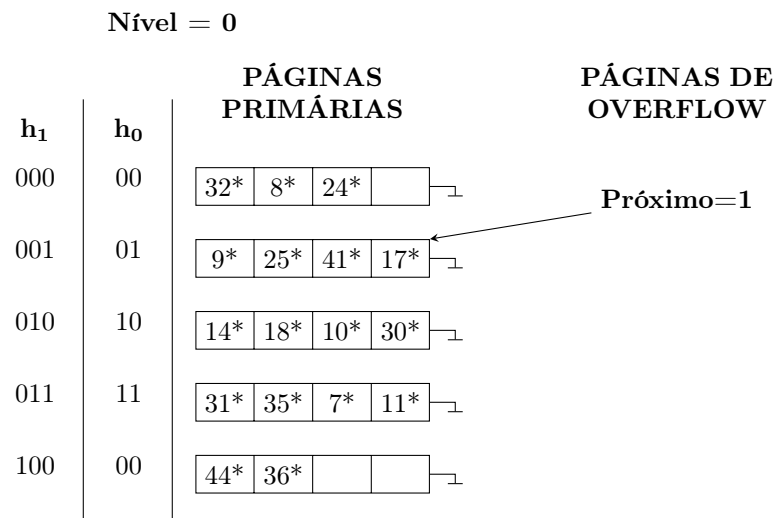 Nível = 0
PÁGINAS
PRIMÁRIAS
PÁGINAS DE
OVERFLOW
h1 h0
000 00 32* 8* 24*
Próximo=1
001 01 9* 25* 41* 17*
010 10 14* 18* 10* 30*
011 11 31* 35* 7* 11*
100 00 44* 36*